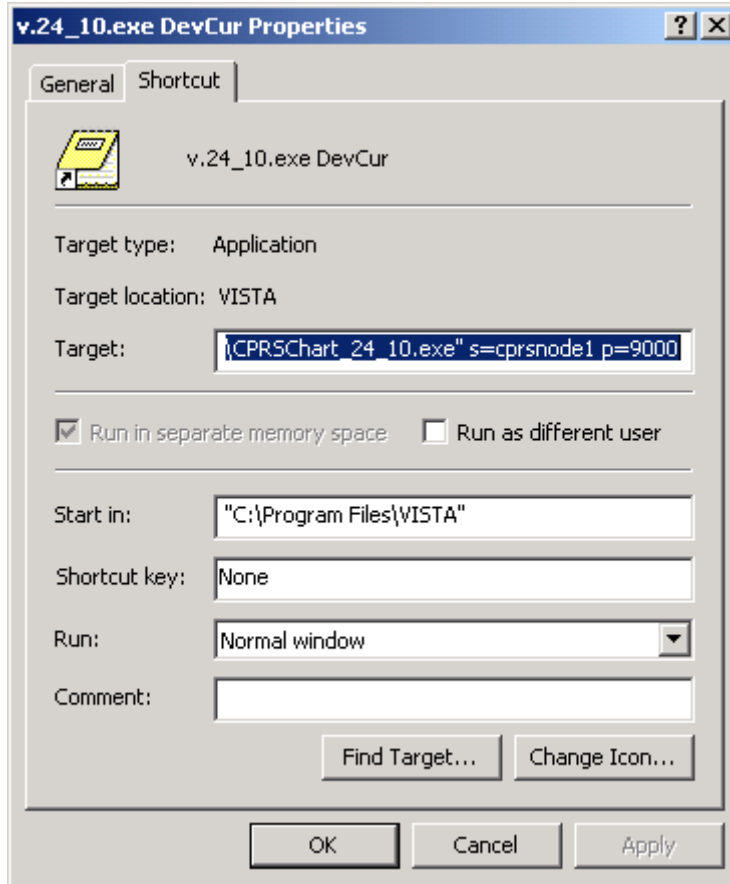 v.24_10.exe DevCur Properties
General
Shortcut
v.24_10.exe DevCur
Target type: Application
Target location: VISTA
Target: \CPRSChart_24_10.exe" s=cprsnode1 p=9000
Run in separate memory space
Run as different user
Start in: "C:\Program Files\VISTA"
Shortcut key: None
Run: Normal window
Comment:
Find Target...
Change Icon...
OK
Cancel
Apply